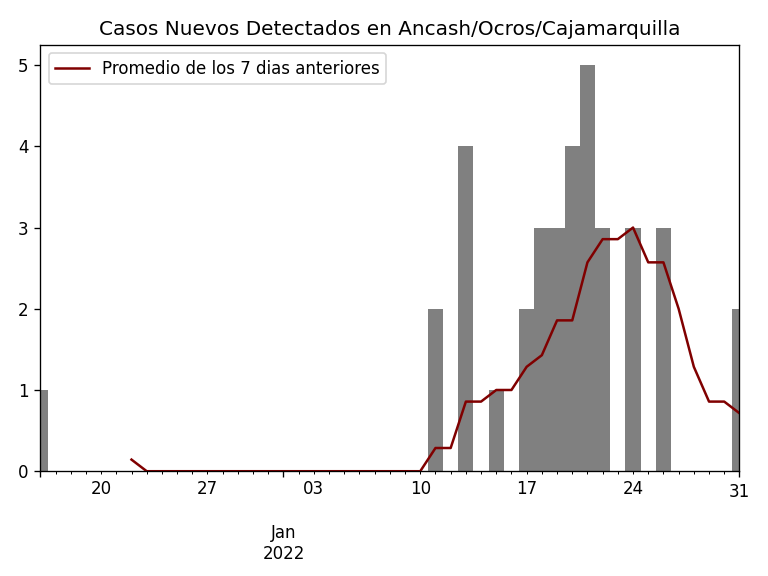 Casos Nuevos Detectados en Ancash/Ocros/Cajamarquilla
Promedio de los 7 dias anteriores
5
4
3
2
1
0
20 27 03 10 17 24 31
Jan
2022